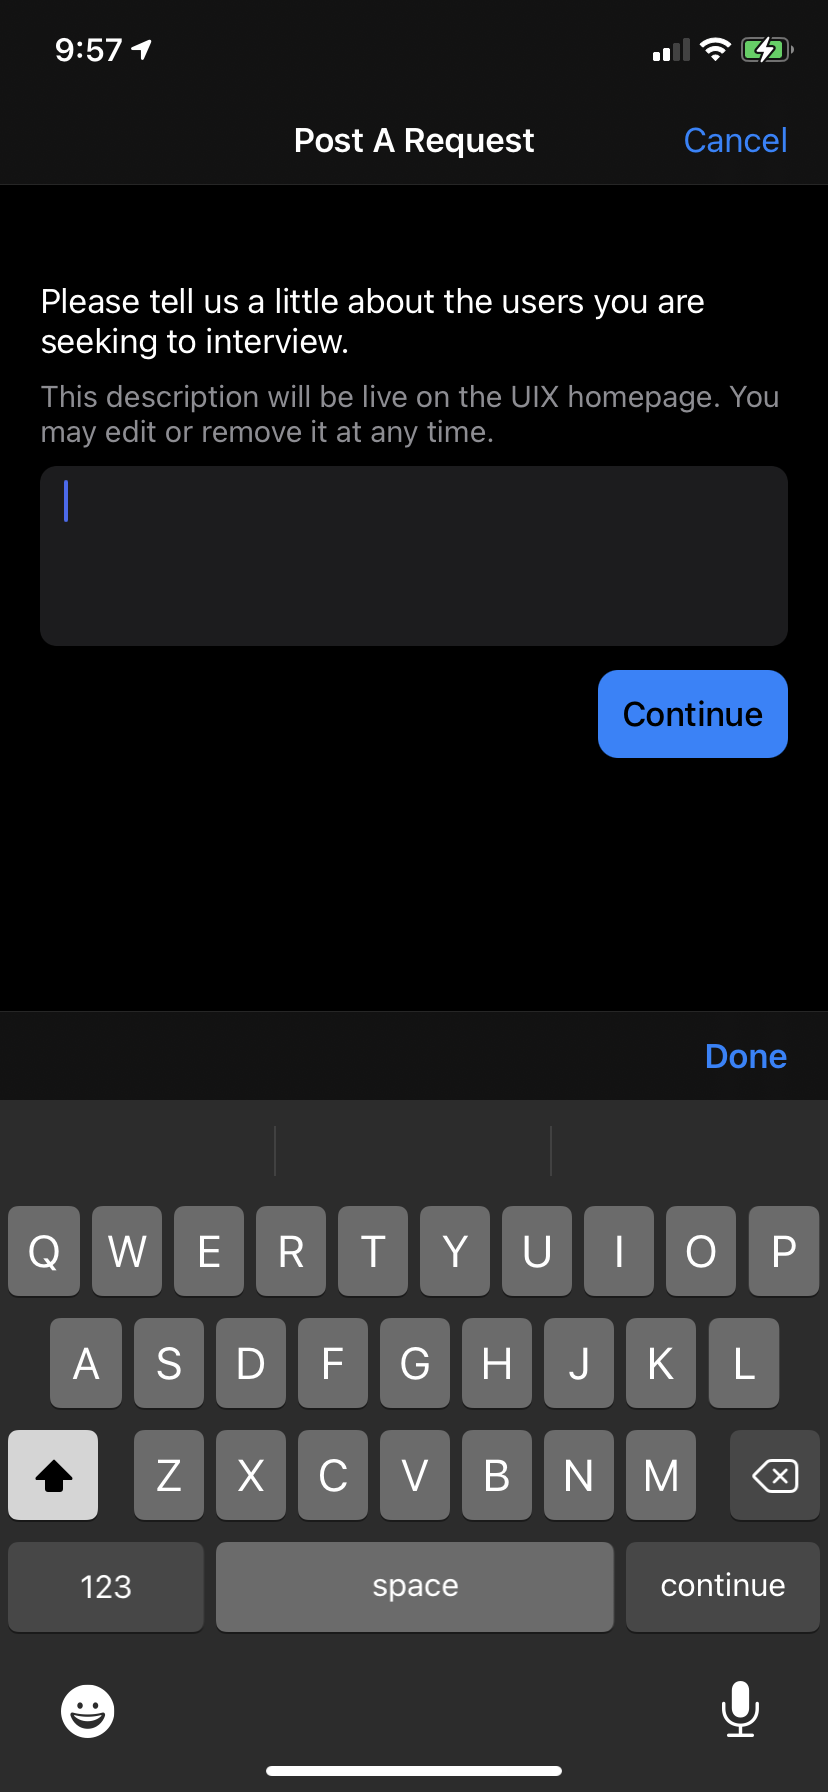 9:57
Post A Request
Cancel
Please tell us a little about the users you are
seeking to interview.
This description will be live on the UIX homepage. You
may edit or remove it at any time.
Continue
Done
Q W E R T Y U I O P
A S D F G H J K L
Z X C V B N M
123 space continue